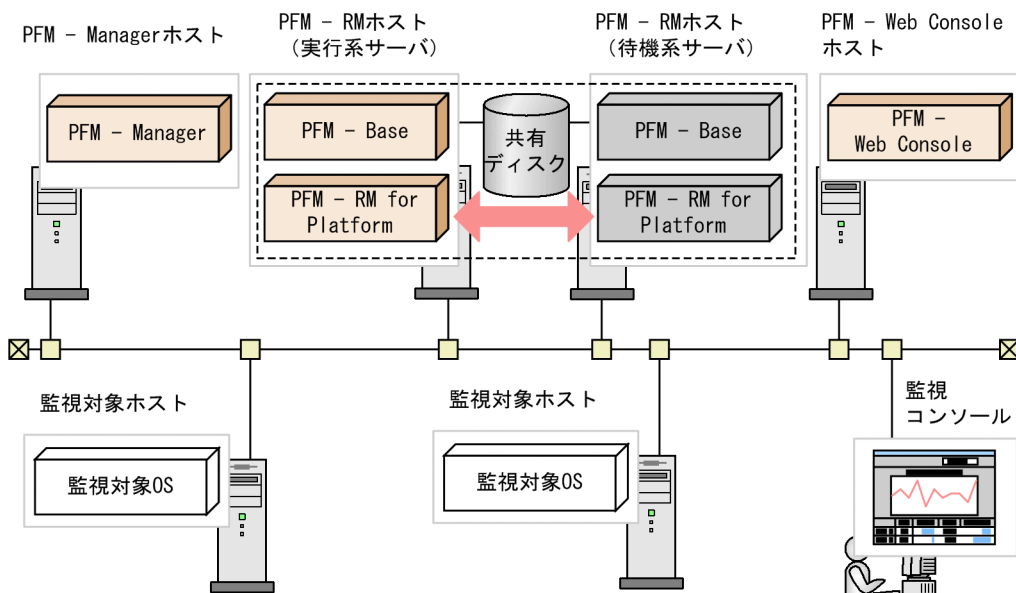 PFM － Managerホスト
PFM － RMホスト
（実行系サーバ）
PFM － RMホスト
（待機系サーバ）
PFM － Web Console
ホスト
PFM － Manager
PFM － Base
PFM － RM for
Platform
共有
ディスク
PFM － Base
PFM － RM for
Platform
PFM －
Web Console
監視対象ホスト
監視対象OS
監視対象ホスト
監視対象OS
監視
コンソール